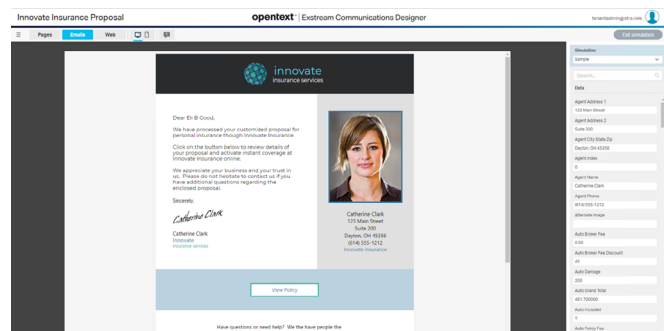 Innovate Insurance Proposal
opentext™ | Exstream Communications Designer
tenantadmin@otrs.role
Pages
Emails
Web
Exit simulation
innovate
insurance services
Dear Eli B Good,
We have processed your customized proposal for
personal insurance though Innovate Insurance.
Click on the button below to review details of
your proposal and activate instant coverage at
Innovate Insurance online.
We appreciate your business and your trust in
us. Please do not hesitate to contact us if you
have additional questions regarding the
enclosed proposal.
Sincerely,
Catherine Clark
Catherine Clark
Innovate
insurance services
Catherine Clark
123 Main Street
Suite 200
Dayton, OH 45356
(614) 555-1212
Innovate Insurance
View Policy
Have questions or need help? We the have people the
Simulation
Sample
Search...
Data
Agent Address 1
123 Main Street
Agent Address 2
Suite 200
Agent City State Zip
Dayton, OH 45356
Agent Index
0
Agent Name
Catherine Clark
Agent Phone
(614) 555-1212
alternate image
Auto Broker Fee
0.00
Auto Broker Fee Discount
Auto Damage
200
Auto Grand Total
461.700000
Auto Included
1
Auto Policy Fee